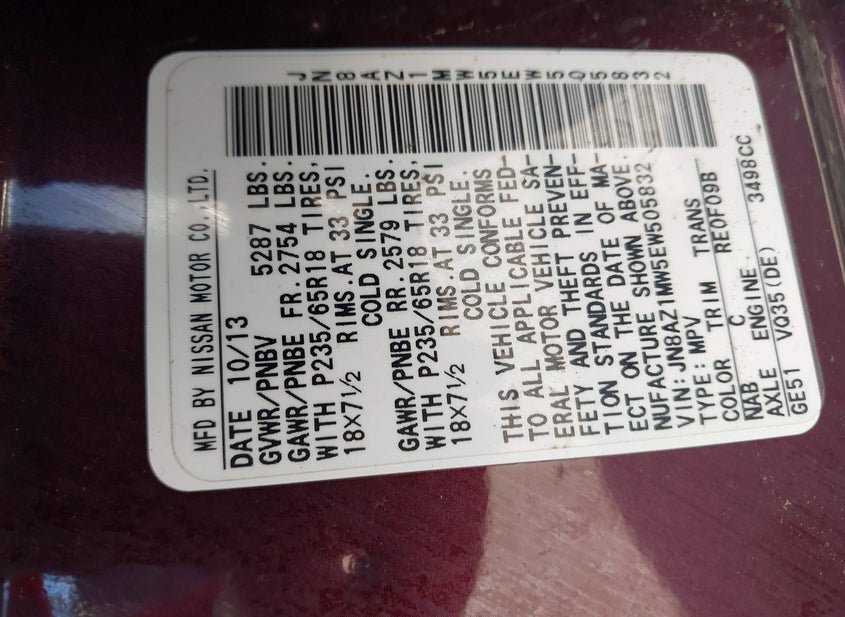 MFD BY NISSAN MOTOR CO.,LTD.
DATE 10/13
GVWR/PNBV 5287 LBS.
GAWR/PNBE FR.2754 LBS.
WITH P235/65R18 TIRES,
18×7½ RIMS.AT 33 PSI
COLD SINGLE.
GAWR/PNBE RR.2579 LBS.
WITH P235/65R18 TIRES,
18×7½ RIMS.AT 33 PSI
COLD SINGLE.
THIS VEHICLE CONFORMS
TO ALL APPLICABLE FED-
ERAL MOTOR VEHICLE SA-
FETY AND THEFT PREVEN-
TION STANDARDS IN EFF-
ECT ON THE DATE OF MA-
NUFACTURE SHOWN ABOVE.
VIN:JN8AZ1MW5EW505832
TYPE:MPV
COLOR TRIM TRANS
NAB C RE0F09B
AXLE ENGINE 3498CC
GE51 VQ35(DE)
JN8AZ1MW5EW505832